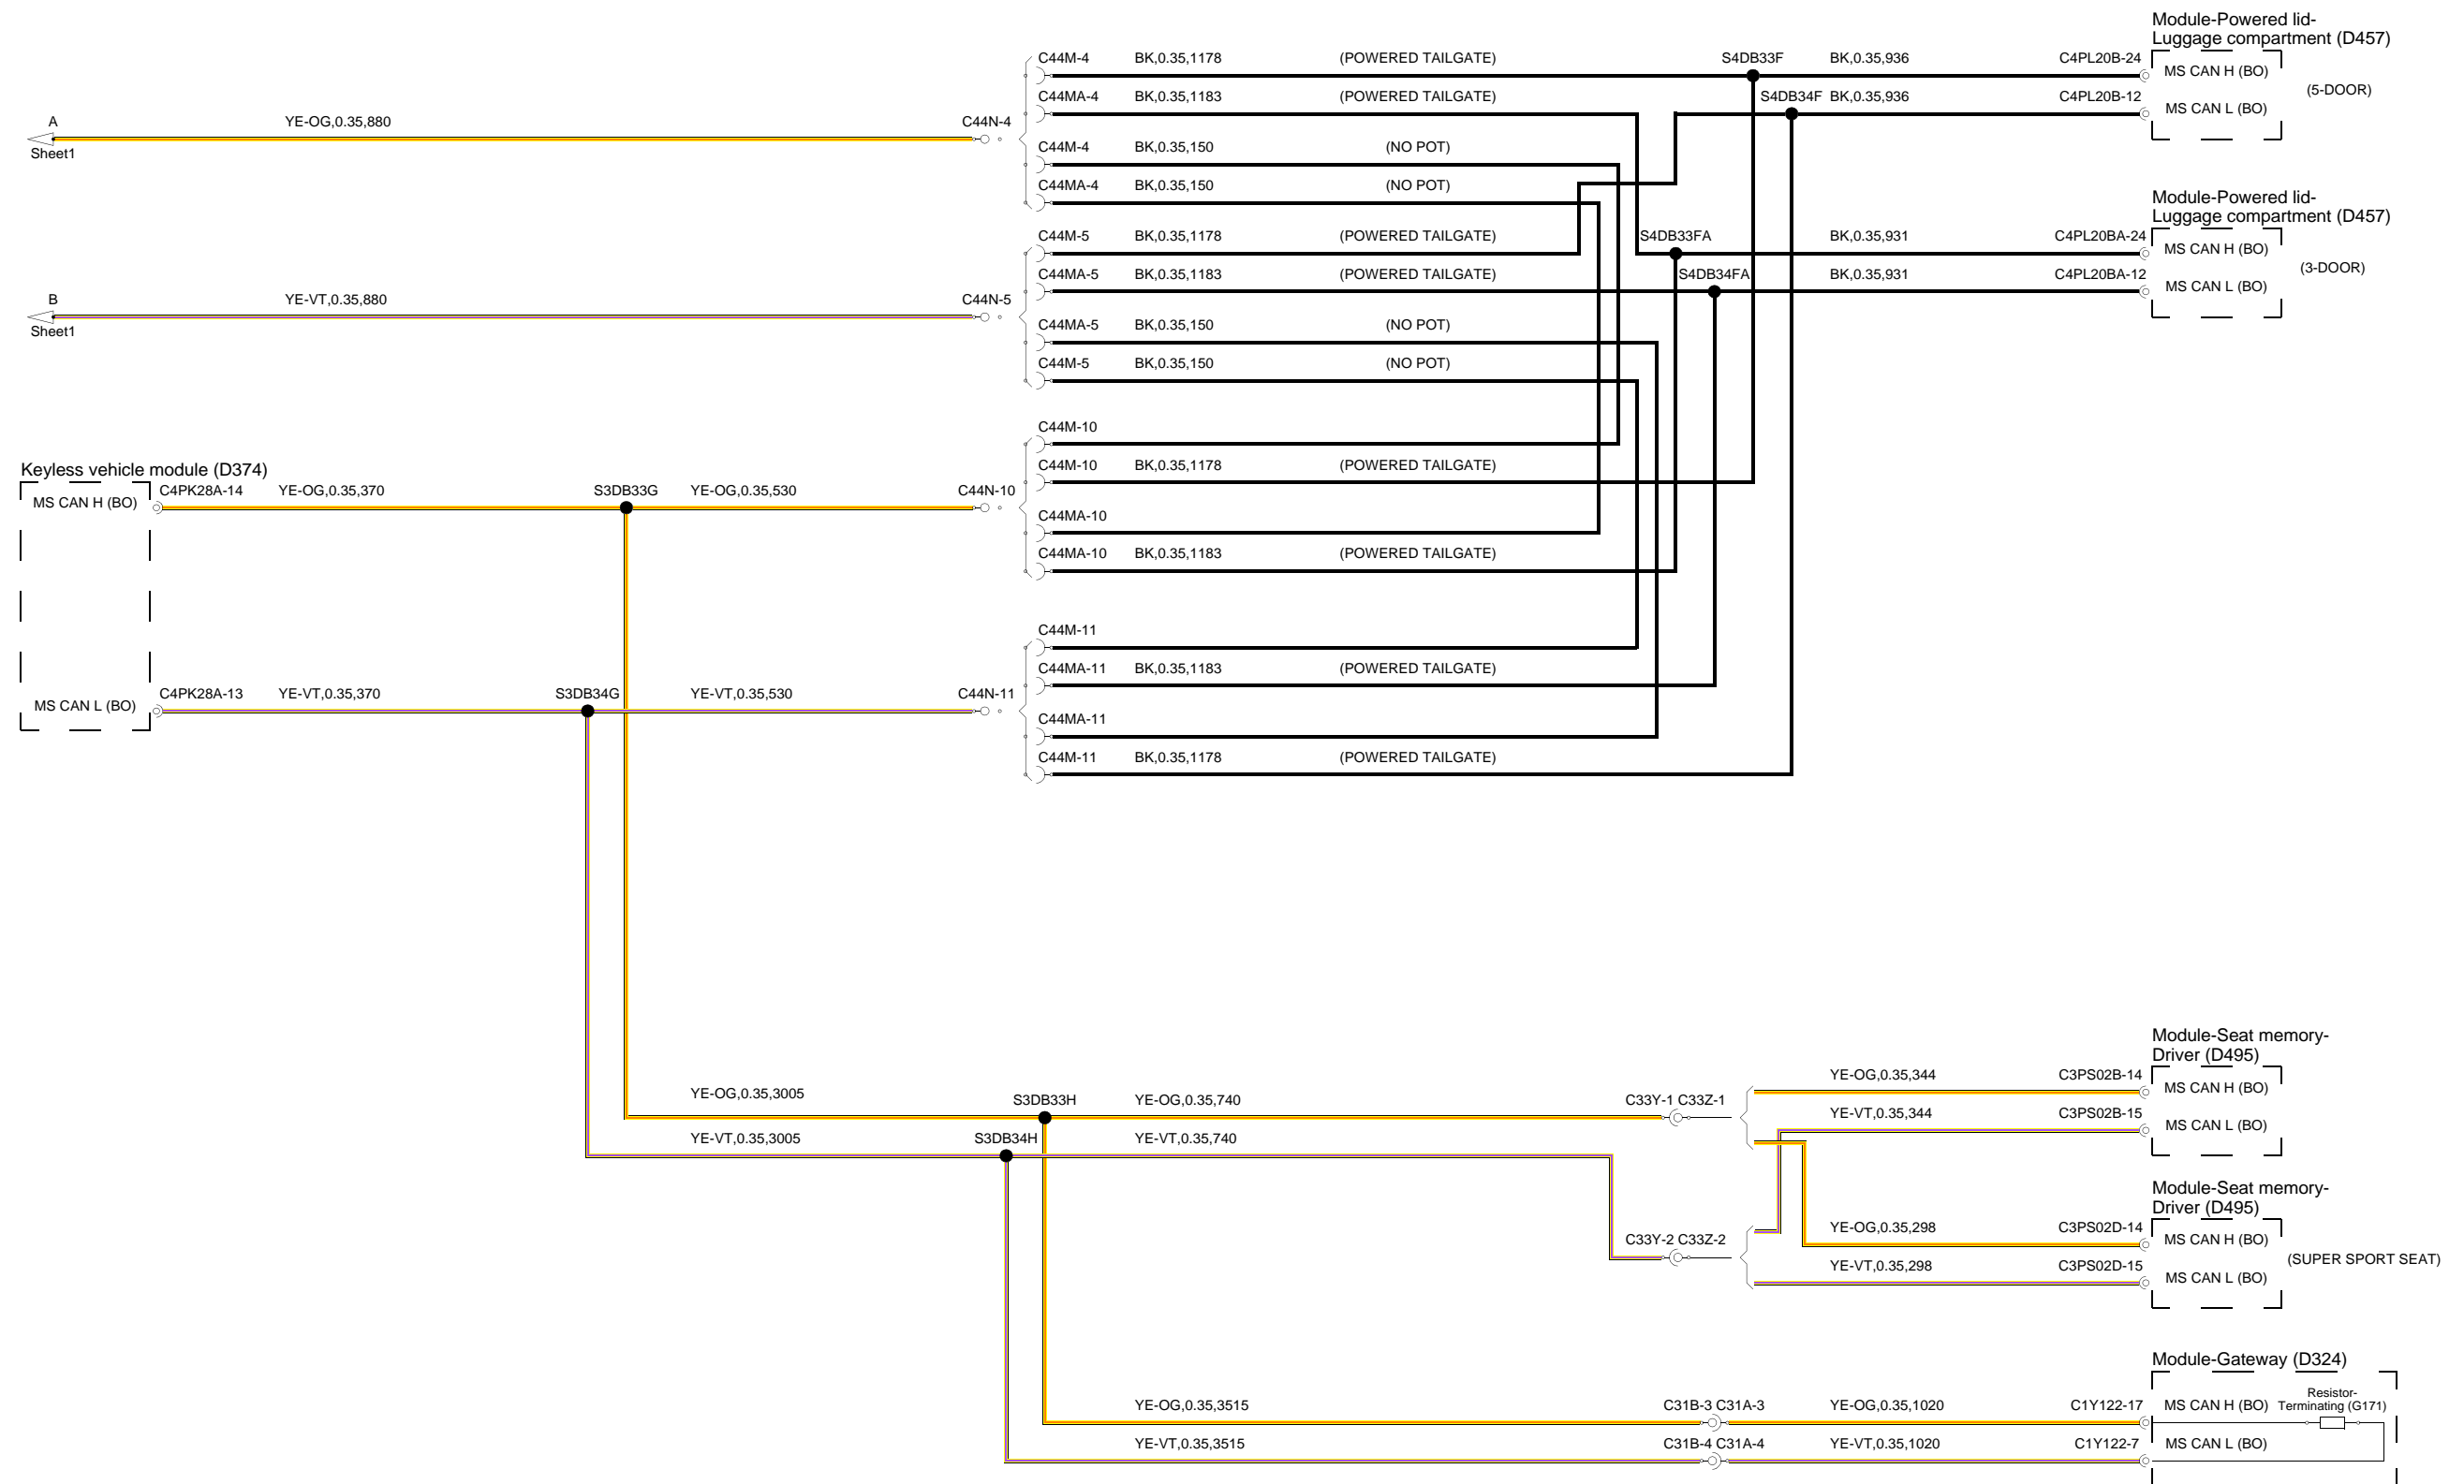 Module-Powered lid-
Luggage compartment (D457)
C44M-4 BK,0.35,1178 (POWERED TAILGATE) S4DB33F BK,0.35,936 C4PL20B-24
MS CAN H (BO)
(5-DOOR)
C44MA-4 BK,0.35,1183 (POWERED TAILGATE) S4DB34F BK,0.35,936 C4PL20B-12
MS CAN L (BO)
A YE-OG,0.35,880 C44N-4
Sheet1
C44M-4 BK,0.35,150 (NO POT)
C44MA-4 BK,0.35,150 (NO POT)
Module-Powered lid-
Luggage compartment (D457)
C44M-5 BK,0.35,1178 (POWERED TAILGATE) S4DB33FA BK,0.35,931 C4PL20BA-24
MS CAN H (BO)
(3-DOOR)
C44MA-5 BK,0.35,1183 (POWERED TAILGATE) S4DB34FA BK,0.35,931 C4PL20BA-12
MS CAN L (BO)
B YE-VT,0.35,880 C44N-5
Sheet1
C44MA-5 BK,0.35,150 (NO POT)
C44M-5 BK,0.35,150 (NO POT)
C44M-10
C44M-10 BK,0.35,1178 (POWERED TAILGATE)
Keyless vehicle module (D374)
MS CAN H (BO) C4PK28A-14 YE-OG,0.35,370 S3DB33G YE-OG,0.35,530 C44N-10
C44MA-10
C44MA-10 BK,0.35,1183 (POWERED TAILGATE)
C44M-11
C44MA-11 BK,0.35,1183 (POWERED TAILGATE)
MS CAN L (BO) C4PK28A-13 YE-VT,0.35,370 S3DB34G YE-VT,0.35,530 C44N-11
C44MA-11
C44M-11 BK,0.35,1178 (POWERED TAILGATE)
Module-Seat memory-
Driver (D495)
YE-OG,0.35,344 C3PS02B-14
MS CAN H (BO)
YE-OG,0.35,3005 S3DB33H YE-OG,0.35,740 C33Y-1 C33Z-1
YE-VT,0.35,344 C3PS02B-15
MS CAN L (BO)
YE-VT,0.35,3005 S3DB34H YE-VT,0.35,740
Module-Seat memory-
Driver (D495)
YE-OG,0.35,298 C3PS02D-14
MS CAN H (BO)
C33Y-2 C33Z-2
(SUPER SPORT SEAT)
YE-VT,0.35,298 C3PS02D-15
MS CAN L (BO)
Module-Gateway (D324)
YE-OG,0.35,3515 C31B-3 C31A-3 YE-OG,0.35,1020 C1Y122-17
MS CAN H (BO)
Resistor-
Terminating (G171)
YE-VT,0.35,3515 C31B-4 C31A-4 YE-VT,0.35,1020 C1Y122-7
MS CAN L (BO)